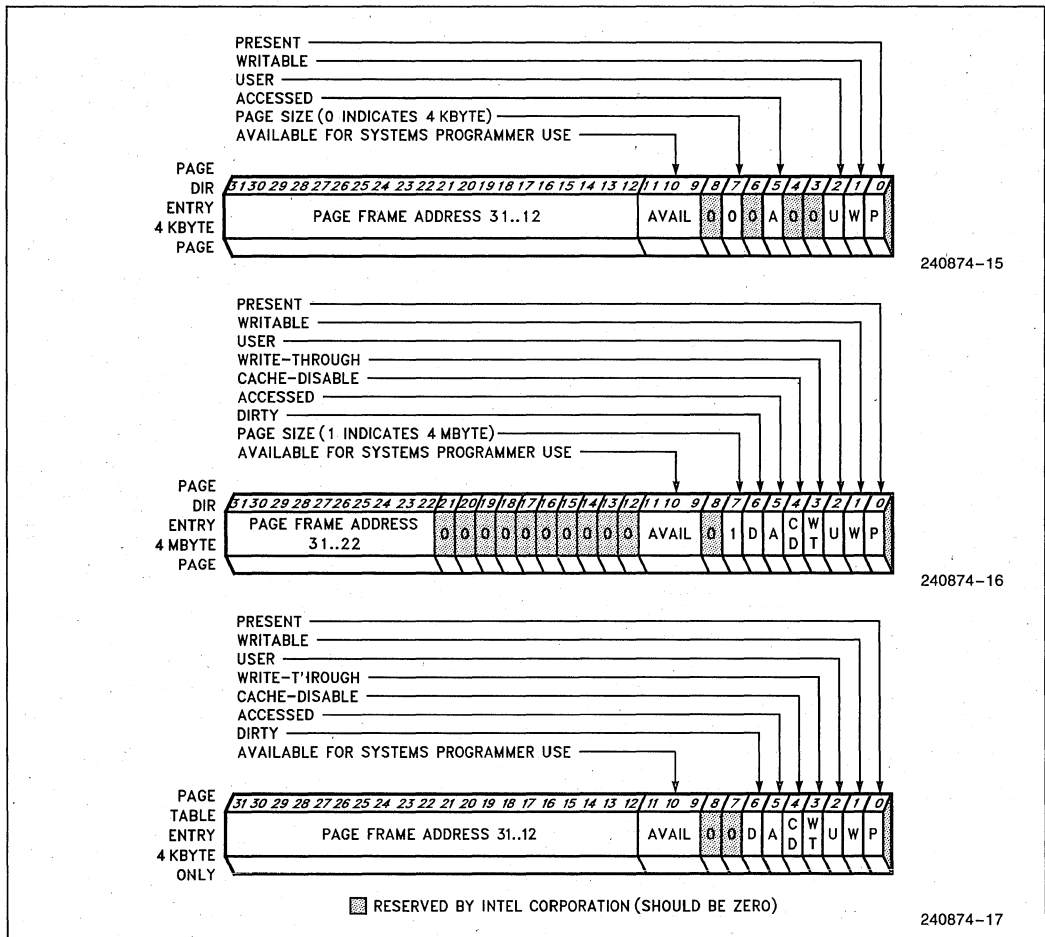 PRESENT
WRITABLE
USER
ACCESSED
PAGE SIZE (0 INDICATES 4 KBYTE)
AVAILABLE FOR SYSTEMS PROGRAMMER USE
PAGE
DIR
ENTRY
4 KBYTE
PAGE
31 30 29 28 27 26 25 24 23 22 21 20 19 18 17 16 15 14 13 12 11 10 9 8 7 6 5 4 3 2 1 0
PAGE FRAME ADDRESS 31..12 AVAIL 0 0 0 A 0 0 U W P
240874-15
PRESENT
WRITABLE
USER
WRITE-THROUGH
CACHE-DISABLE
ACCESSED
DIRTY
PAGE SIZE (1 INDICATES 4 MBYTE)
AVAILABLE FOR SYSTEMS PROGRAMMER USE
PAGE
DIR
ENTRY
4 MBYTE
PAGE
31 30 29 28 27 26 25 24 23 22 21 20 19 18 17 16 15 14 13 12 11 10 9 8 7 6 5 4 3 2 1 0
PAGE FRAME ADDRESS
31..22
0 0 0 0 0 0 0 0 0 0 AVAIL 0 1 D A CD WT U W P
240874-16
PRESENT
WRITABLE
USER
WRITE-T'IROUGH
CACHE-DISABLE
ACCESSED
DIRTY
AVAILABLE FOR SYSTEMS PROGRAMMER USE
PAGE
TABLE
ENTRY
4 KBYTE
ONLY
31 30 29 28 27 26 25 24 23 22 21 20 19 18 17 16 15 14 13 12 11 10 9 8 7 6 5 4 3 2 1 0
PAGE FRAME ADDRESS 31..12 AVAIL 0 0 D A CD WT U W P
RESERVED BY INTEL CORPORATION (SHOULD BE ZERO)
240874-17